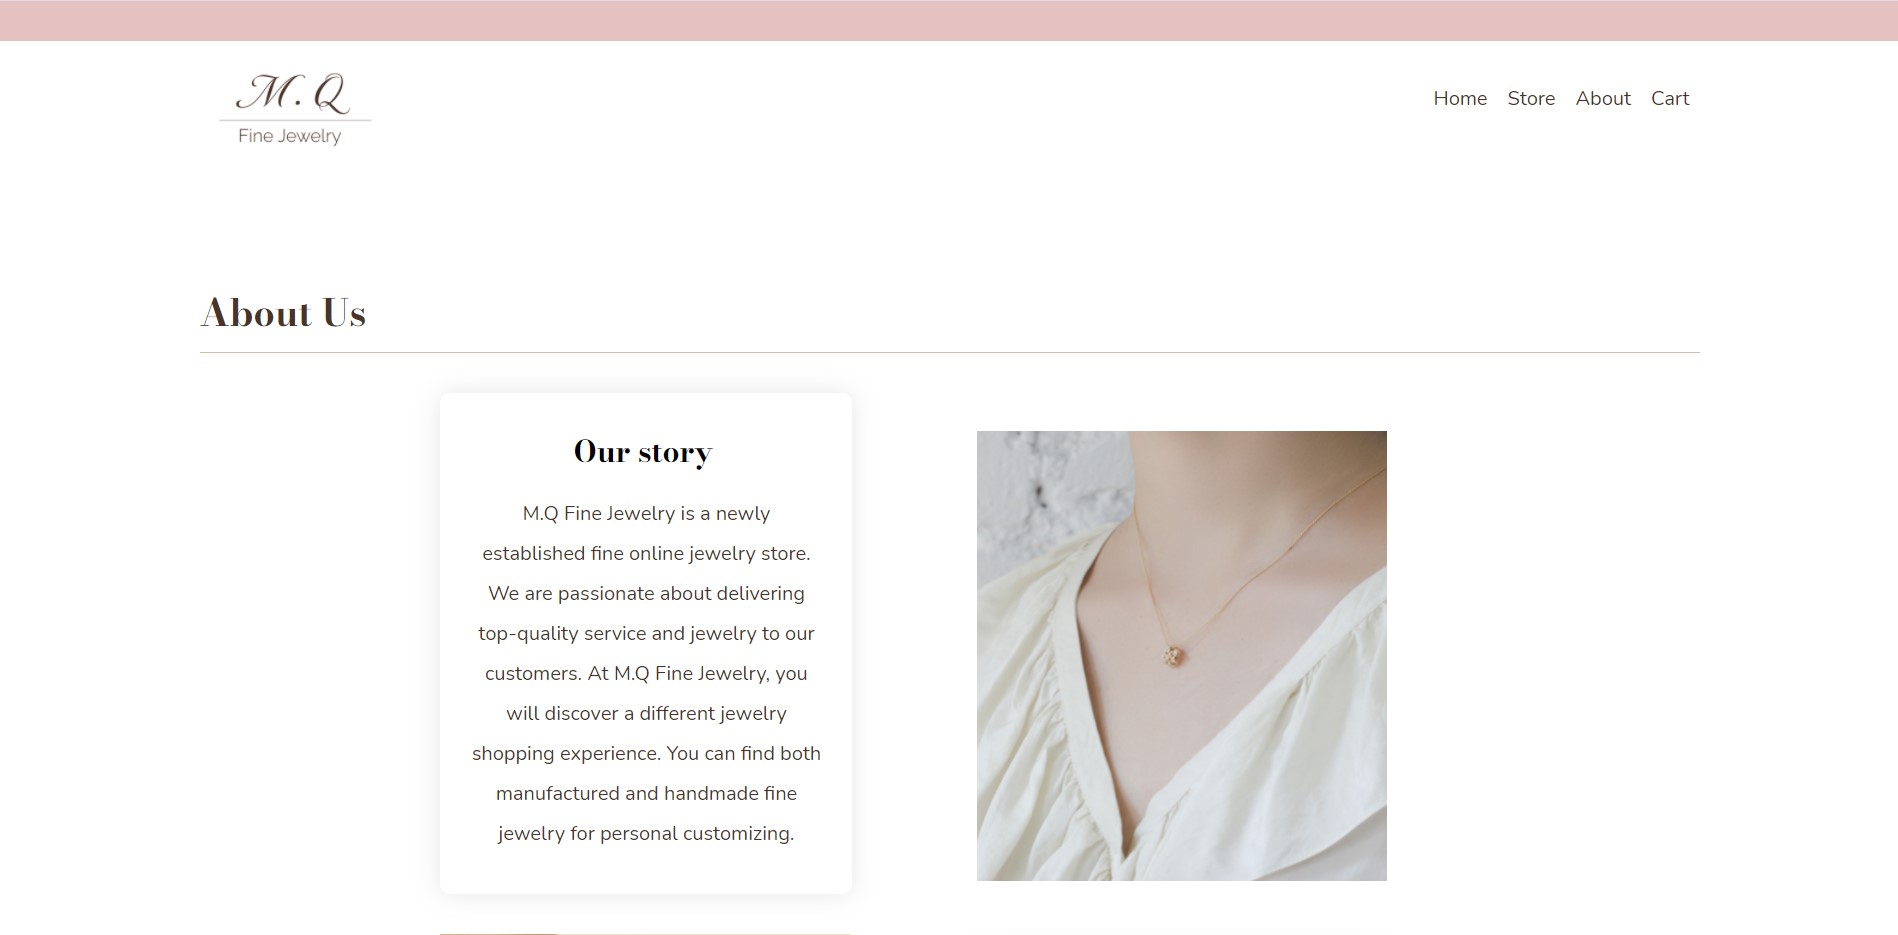 M.Q
Fine Jewelry
Home Store About Cart
About Us
Our story
M.Q Fine Jewelry is a newly
established fine online jewelry store.
We are passionate about delivering
top-quality service and jewelry to our
customers. At M.Q Fine Jewelry, you
will discover a different jewelry
shopping experience. You can find both
manufactured and handmade fine
jewelry for personal customizing.